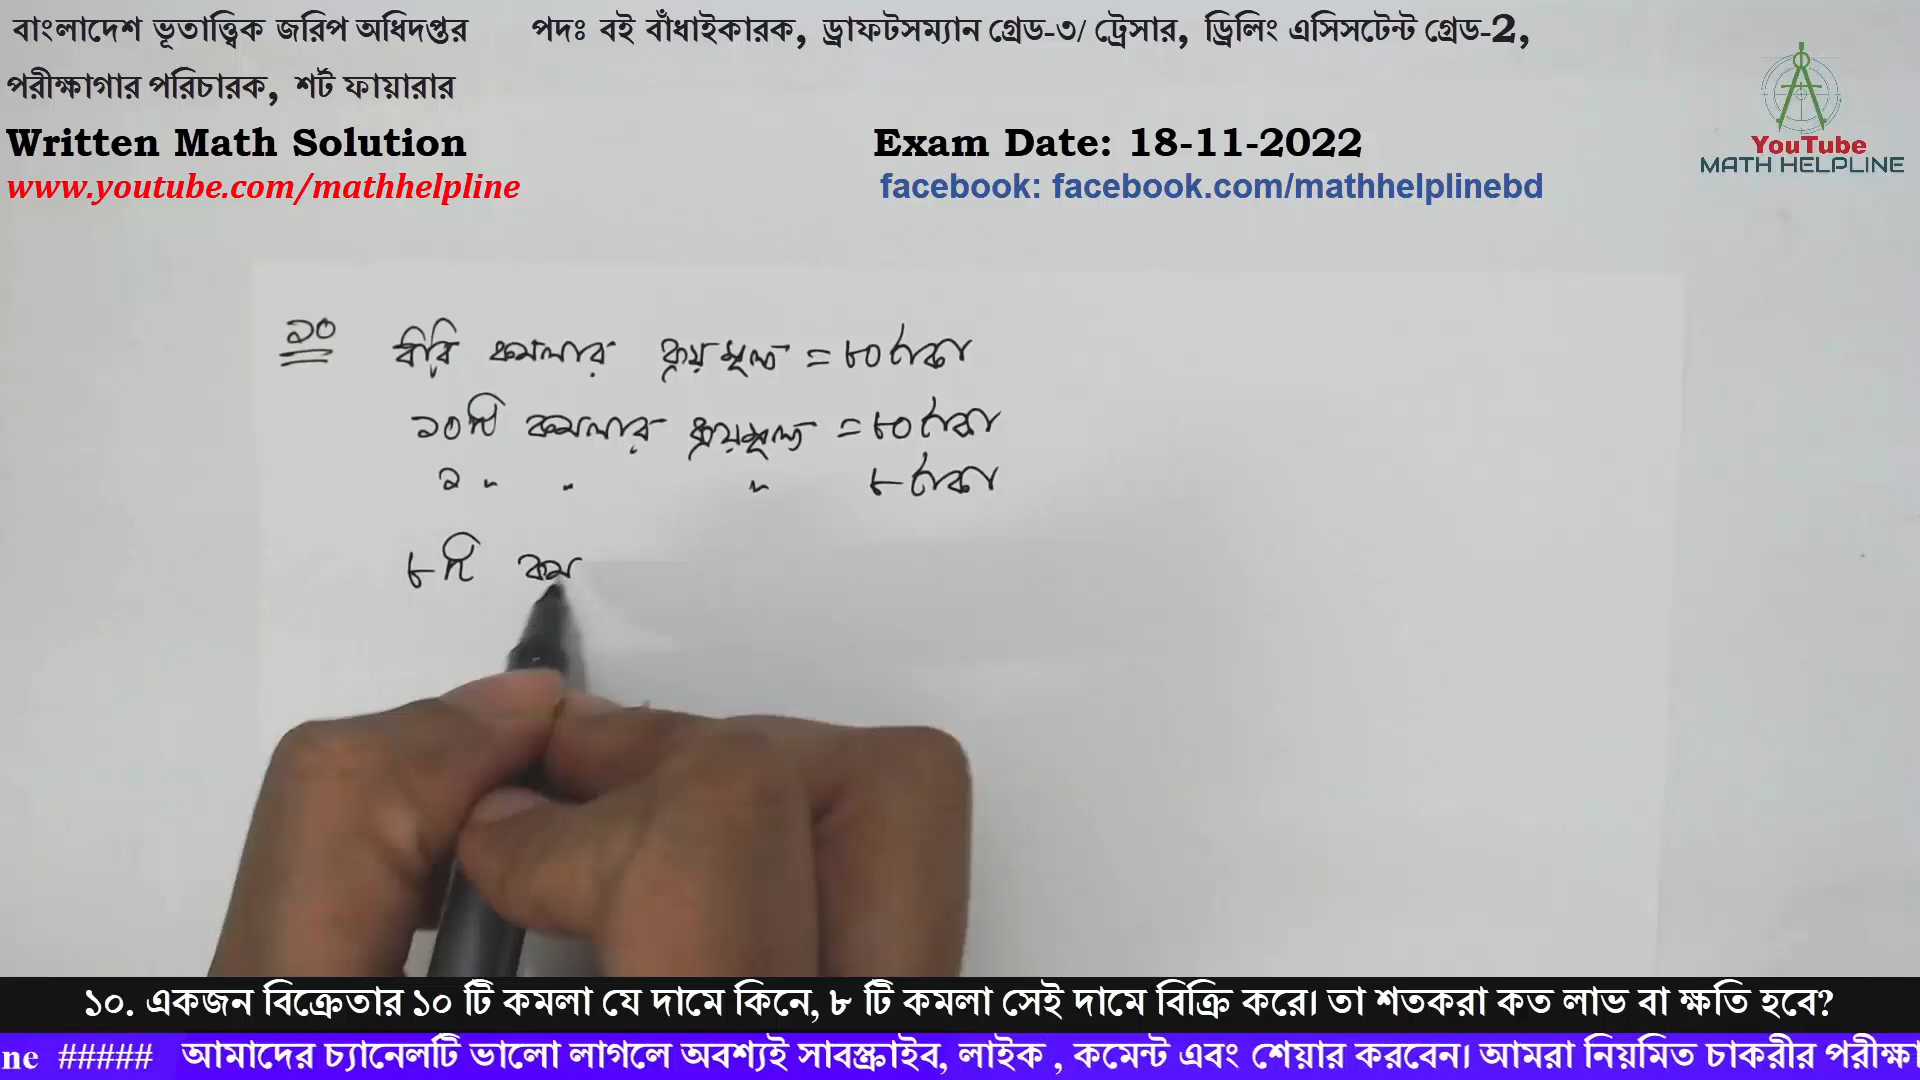 বাংলাদেশ ভূতাত্ত্বিক জরিপ অধিদপ্তর পদঃ বই বাঁধাইকারক, ড্রাফটসম্যান গ্রেড-৩/ ট্রেসার, ড্রিলিং এসিসটেন্ট গ্রেড-2,
পরীক্ষাগার পরিচারক, শর্ট ফায়ারার
Written Math Solution Exam Date: 18-11-2022
www.youtube.com/mathhelpline facebook: facebook.com/mathhelplinebd
YouTube
MATH HELPLINE
১০ ধরি কমলার ক্রয়মূল্য = ৮০ টাকা
১০টি কমলার ক্রয়মূল্য = ৮০ টাকা
১ " " " ৮ টাকা
৮টি কম
১০. একজন বিক্রেতার ১০ টি কমলা যে দামে কিনে, ৮ টি কমলা সেই দামে বিক্রি করে। তা শতকরা কত লাভ বা ক্ষতি হবে?
ne ##### আমাদের চ্যানেলটি ভালো লাগলে অবশ্যই সাবস্ক্রাইব, লাইক , কমেন্ট এবং শেয়ার করবেন। আমরা নিয়মিত চাকরীর পরীক্ষা